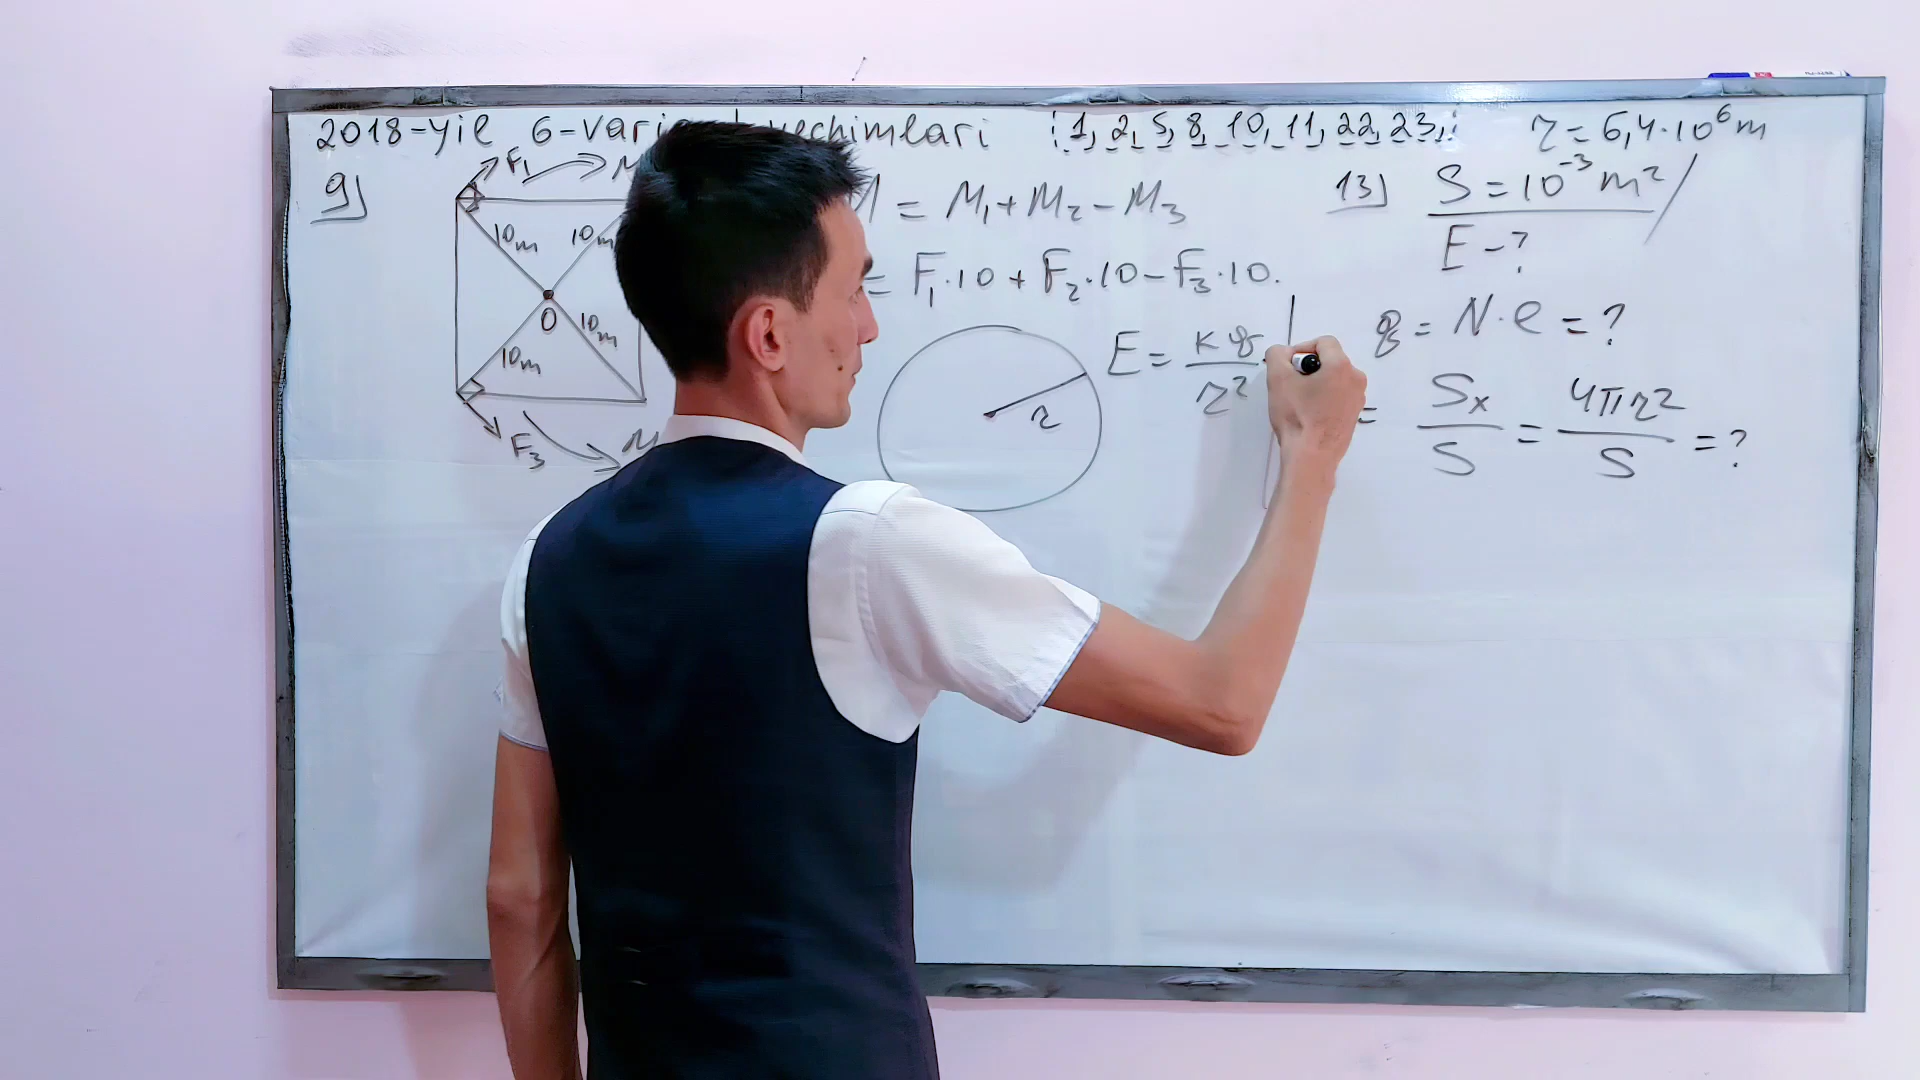 2018-yil 6-vari vechimlari (1, 2, 5, 8, 10, 11, 22, 23,; r = 6,4·10⁶m
9)
F₁
10m 10m
O
10m 10m
F₃
M = M₁ + M₂ - M₃
= F₁·10 + F₂·10 - F₃·10.
r
E = kq / r²
13) S = 10⁻³ m²
E - ?
q = N·e = ?
= Sx / S = 4πr² / S = ?